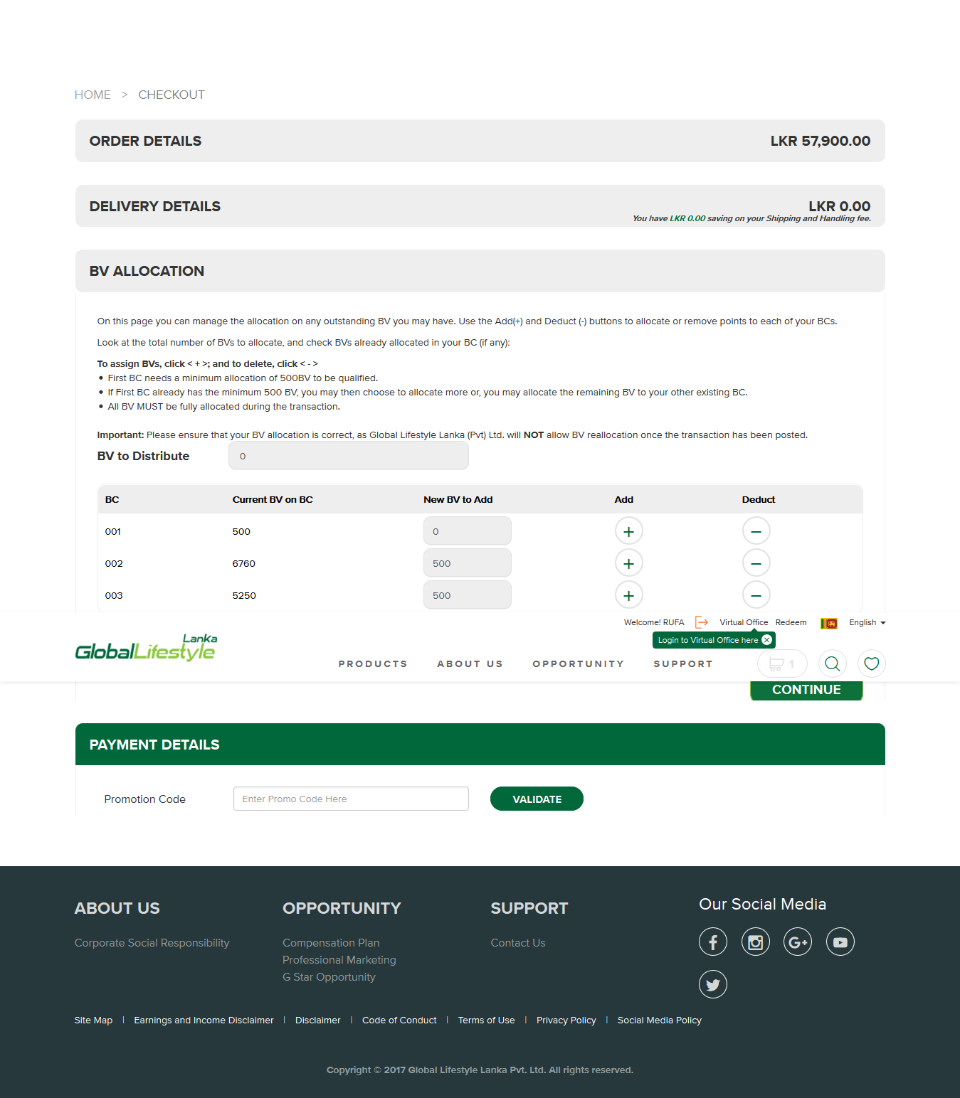 HOME > CHECKOUT
ORDER DETAILS LKR 57,900.00
DELIVERY DETAILS LKR 0.00
You have LKR 0.00 saving on your Shipping and Handling fee.
BV ALLOCATION
On this page you can manage the allocation on any outstanding BV you may have. Use the Add(+) and Deduct (-) buttons to allocate or remove points to each of your BCs.
Look at the total number of BVs to allocate, and check BVs already allocated in your BC (if any):
To assign BVs, click < + >; and to delete, click < - >
• First BC needs a minimum allocation of 500BV to be qualified.
• If First BC already has the minimum 500 BV, you may then choose to allocate more or, you may allocate the remaining BV to your other existing BC.
• All BV MUST be fully allocated during the transaction.
Important: Please ensure that your BV allocation is correct, as Global Lifestyle Lanka (Pvt) Ltd. will NOT allow BV reallocation once the transaction has been posted.
BV to Distribute 0
BC Current BV on BC New BV to Add Add Deduct
001 500 0 + −
002 6760 500 + −
003 5250 500 + −
Welcome! RUFA Virtual Office Redeem English
Login to Virtual Office here
Lanka
GlobalLifestyle
PRODUCTS ABOUT US OPPORTUNITY SUPPORT 1
CONTINUE
PAYMENT DETAILS
Promotion Code Enter Promo Code Here VALIDATE
ABOUT US OPPORTUNITY SUPPORT Our Social Media
Corporate Social Responsibility Compensation Plan Contact Us
Professional Marketing
G Star Opportunity
Site Map | Earnings and Income Disclaimer | Disclaimer | Code of Conduct | Terms of Use | Privacy Policy | Social Media Policy
Copyright © 2017 Global Lifestyle Lanka Pvt. Ltd. All rights reserved.